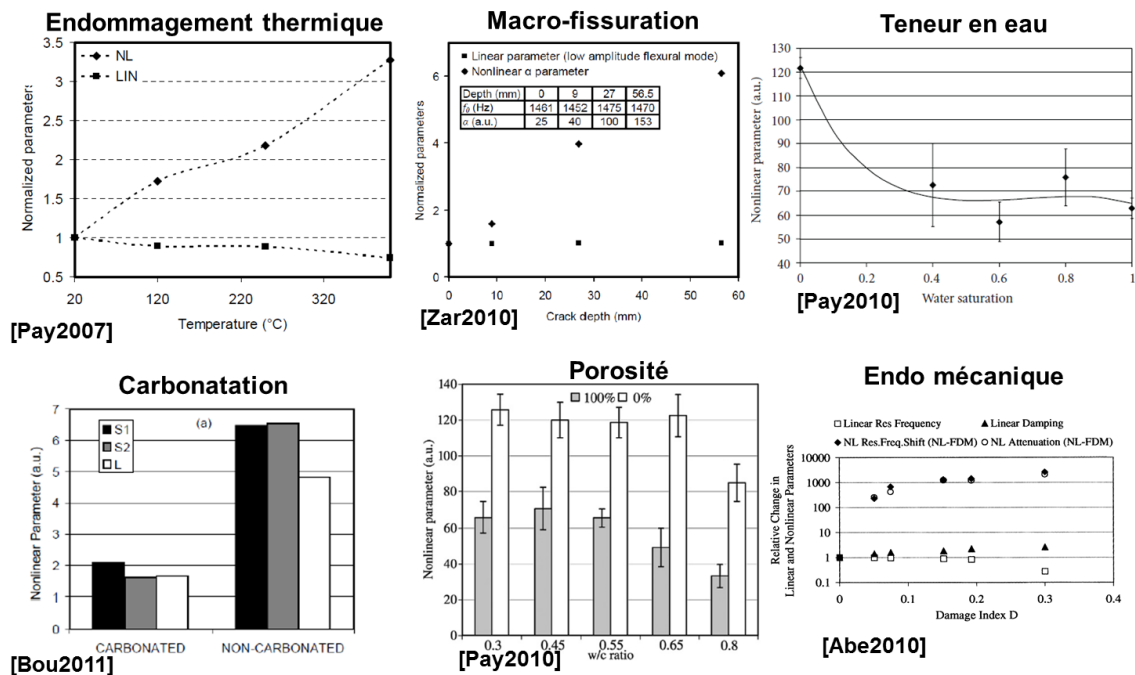 Endommagement thermique
Normalized parameters
3.5
3
2.5
2
1.5
1
0.5
NL
LIN
20
120
220
320
Temperature (°C)
[Pay2007]
Macro-fissuration
Normalized parameters
6
4
2
0
Linear parameter (low amplitude flexural mode)
Nonlinear α parameter
Depth (mm) 0 9 27 56.5
f₀ (Hz) 1461 1452 1475 1470
α (a.u.) 25 40 100 153
0
10
20
30
40
50
60
Crack depth (mm)
[Zar2010]
Teneur en eau
Nonlinear parameter (a.u.)
130
120
110
100
90
80
70
60
50
40
0
0.2
0.4
0.6
0.8
1
Water saturation
[Pay2010]
Carbonatation
Nonlinear Parameter (a.u.)
7
6
5
4
3
2
1
0
(a)
S1
S2
L
CARBONATED
NON-CARBONATED
[Bou2011]
Porosité
Nonlinear parameter (a.u.)
140
120
100
80
60
40
20
0
100%
0%
0.3
0.45
0.55
0.65
0.8
w/c ratio
[Pay2010]
Endo mécanique
Linear Res Frequency
Linear Damping
NL Res.Freq.Shift (NL-FDM)
NL Attenuation (NL-FDM)
Relative Change in
Linear and Nonlinear Parameters
10000
1000
100
10
1
0.1
0
0.1
0.2
0.3
0.4
Damage Index D
[Abe2010]